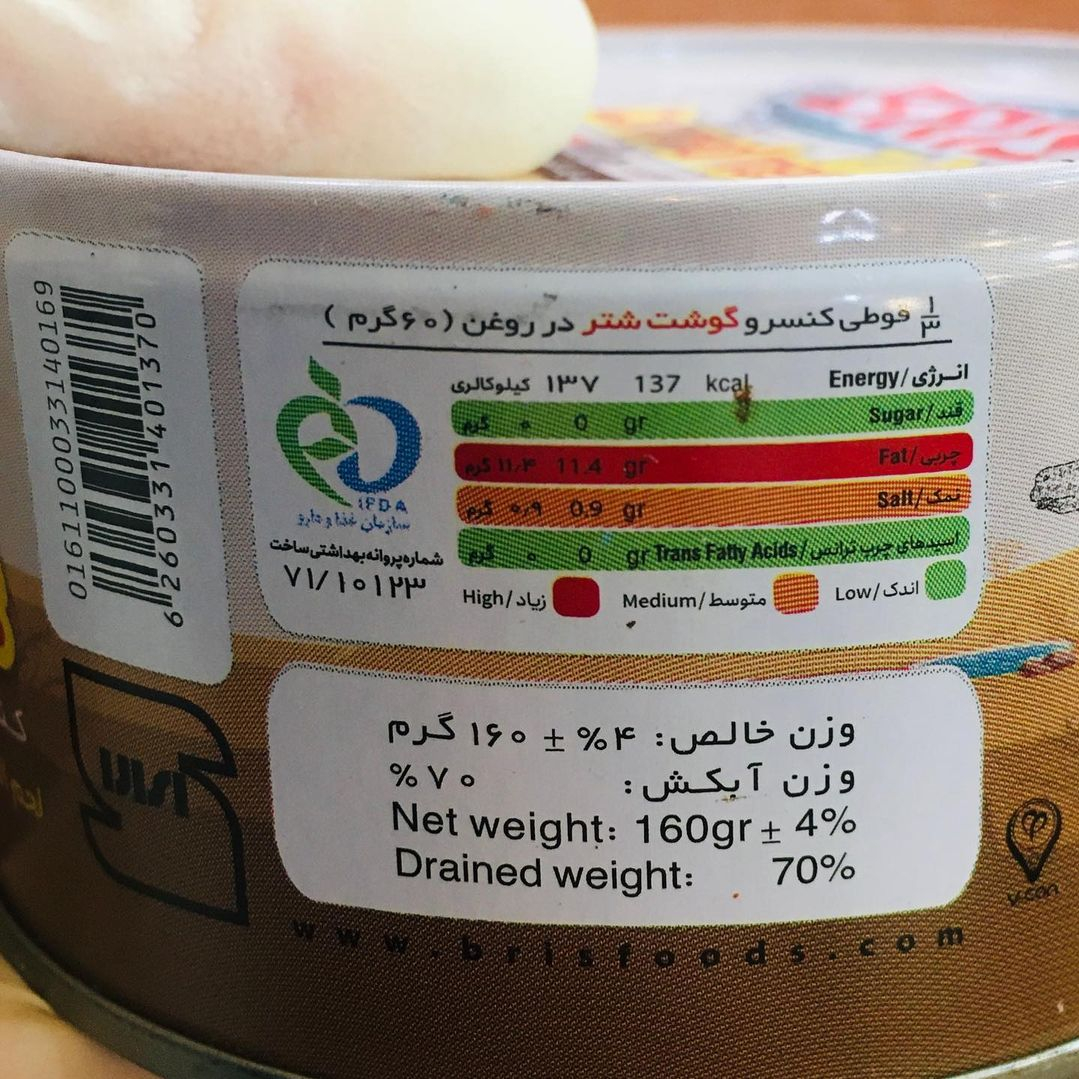 ۱/۳ قوطی کنسرو گوشت شتر در روغن (۶۰ گرم)
انرژی/Energy 137 kcal ۱۳۷ کیلوکالری
قند/Sugar 0 gr ۰ گرم
چربی/Fat 11.4 gr ۱۱.۴ گرم
نمک/Salt 0.9 gr ۰.۹ گرم
اسیدهای چرب ترانس/Trans Fatty Acids 0 gr ۰ گرم
اندک/Low متوسط/Medium زیاد/High
IFDA
سازمان غذا و دارو
شماره پروانه بهداشتی ساخت
۷۱/۱۰۱۲۳
0161100033140169
6260331401370
وزن خالص: ۴% ± ۱۶۰ گرم
وزن آبکش: ۷۰%
Net weight: 160gr ± 4%
Drained weight: 70%
www.brisfoods.com
v-can